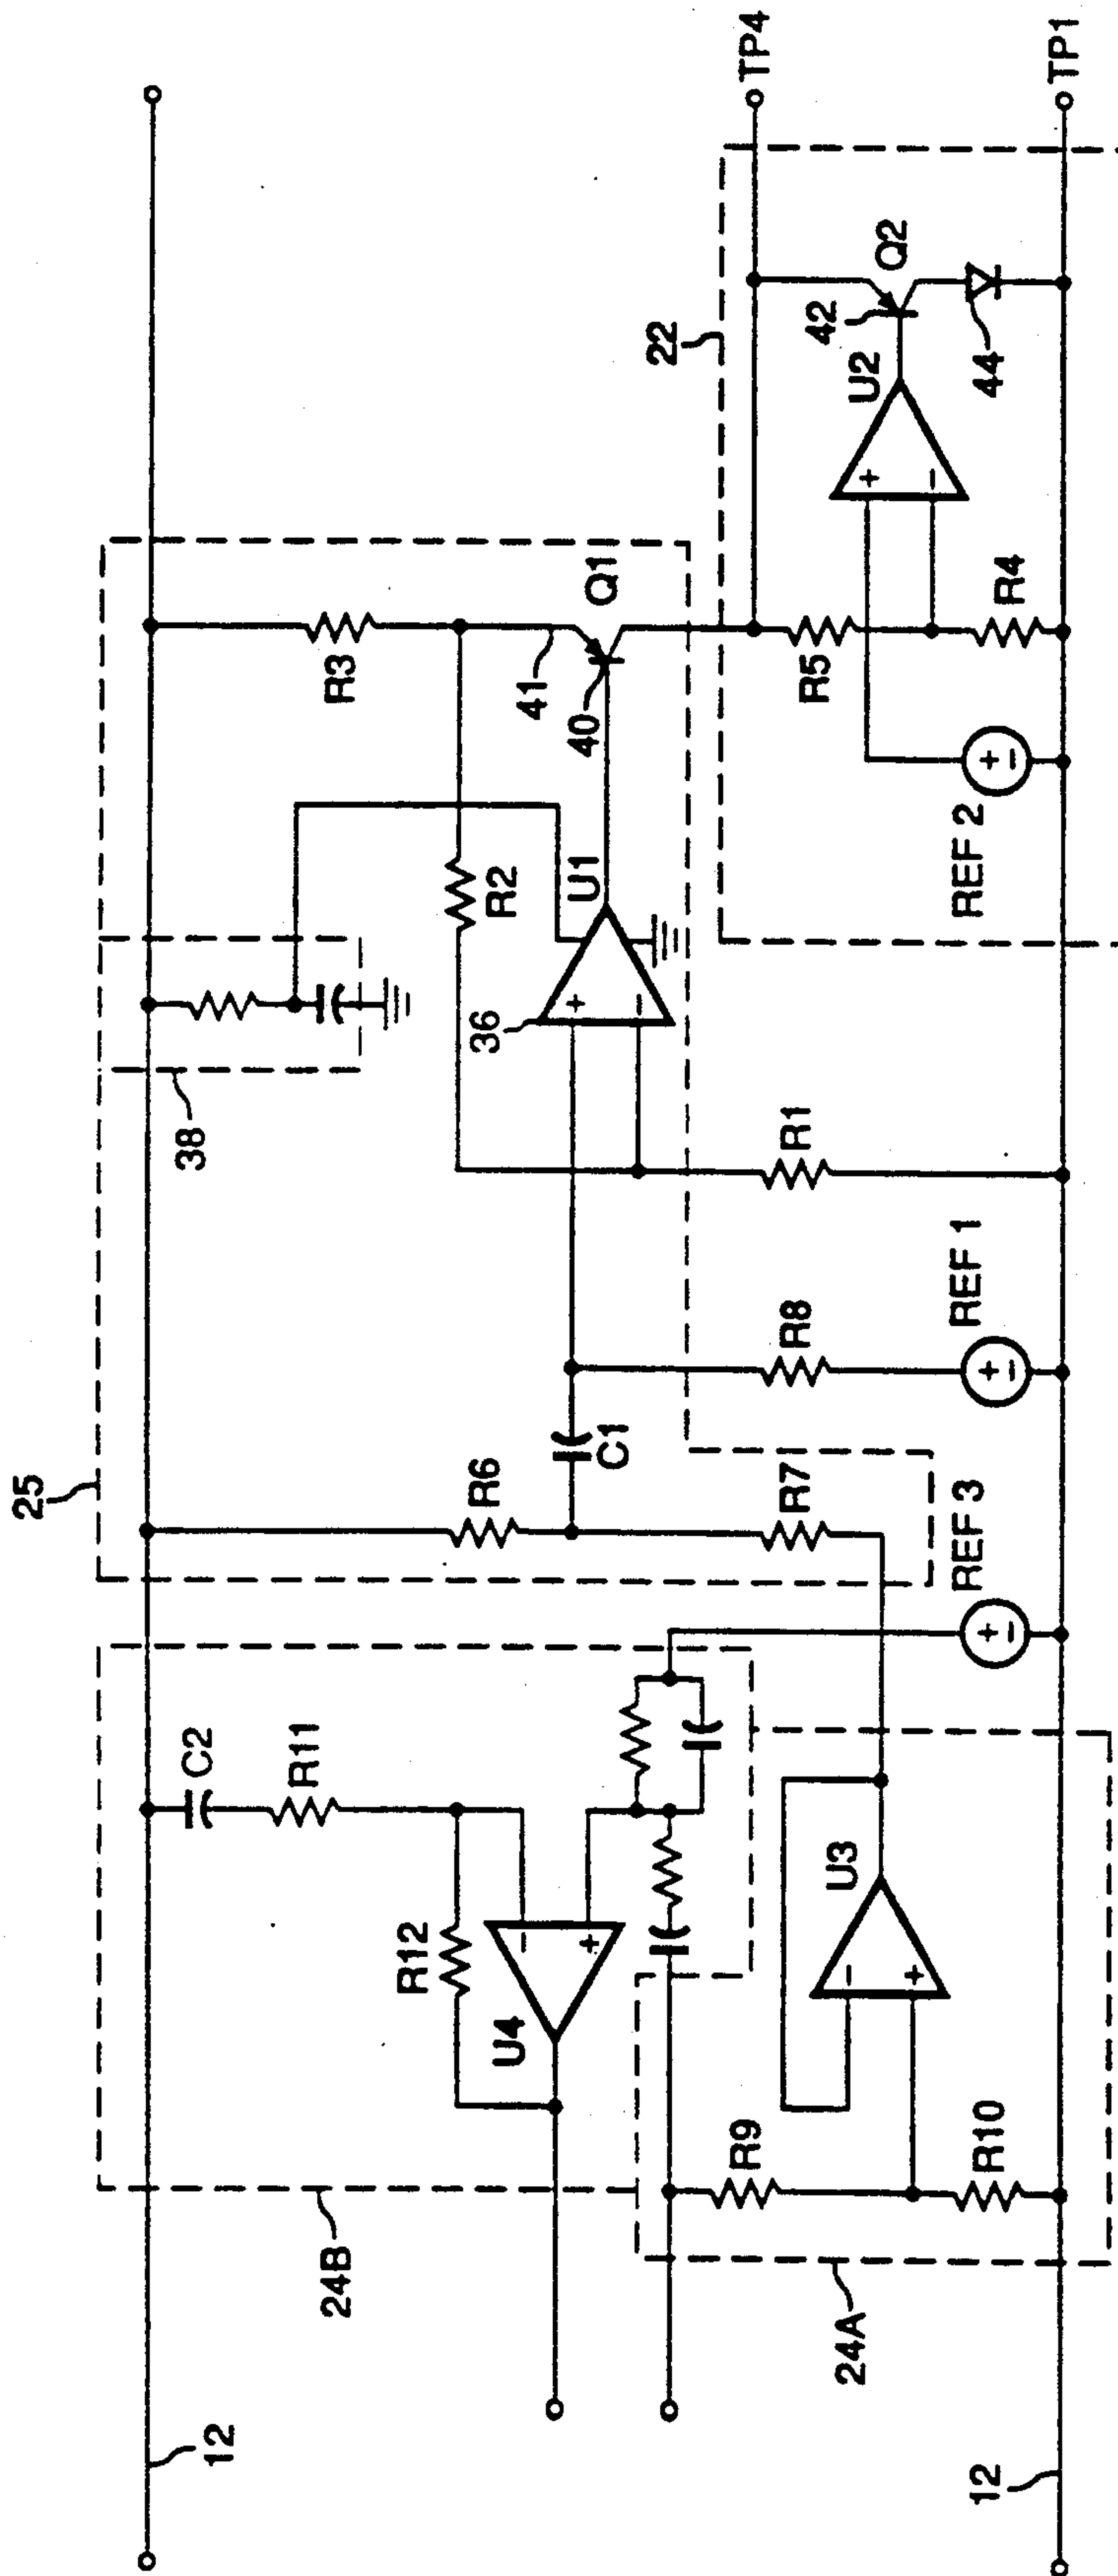 25
38
TP4
TP1
12
12
24B
24A
C2
R11
R12
U4
R9
R10
U3
REF 3
R6
R7
C1
R8
REF 1
R1
R2
R3
36
U1
40
41
Q1
22
R5
R4
REF 2
U2
42
Q2
44
+
−
+
−
−
+
−
+
+
−
+
−
+
−